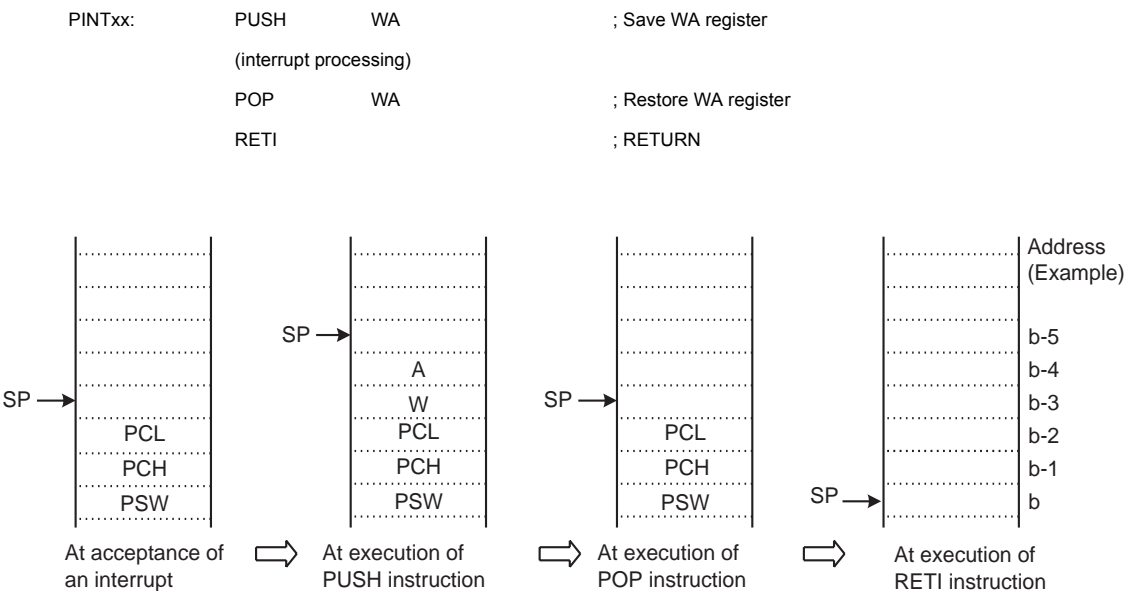 PINTxx: PUSH WA ; Save WA register
(interrupt processing)
POP WA ; Restore WA register
RETI ; RETURN
Address
(Example)
SP b-5
A b-4
SP W SP b-3
PCL PCL PCL b-2
PCH PCH PCH b-1
PSW PSW PSW SP b
At acceptance of
an interrupt
At execution of
PUSH instruction
At execution of
POP instruction
At execution of
RETI instruction